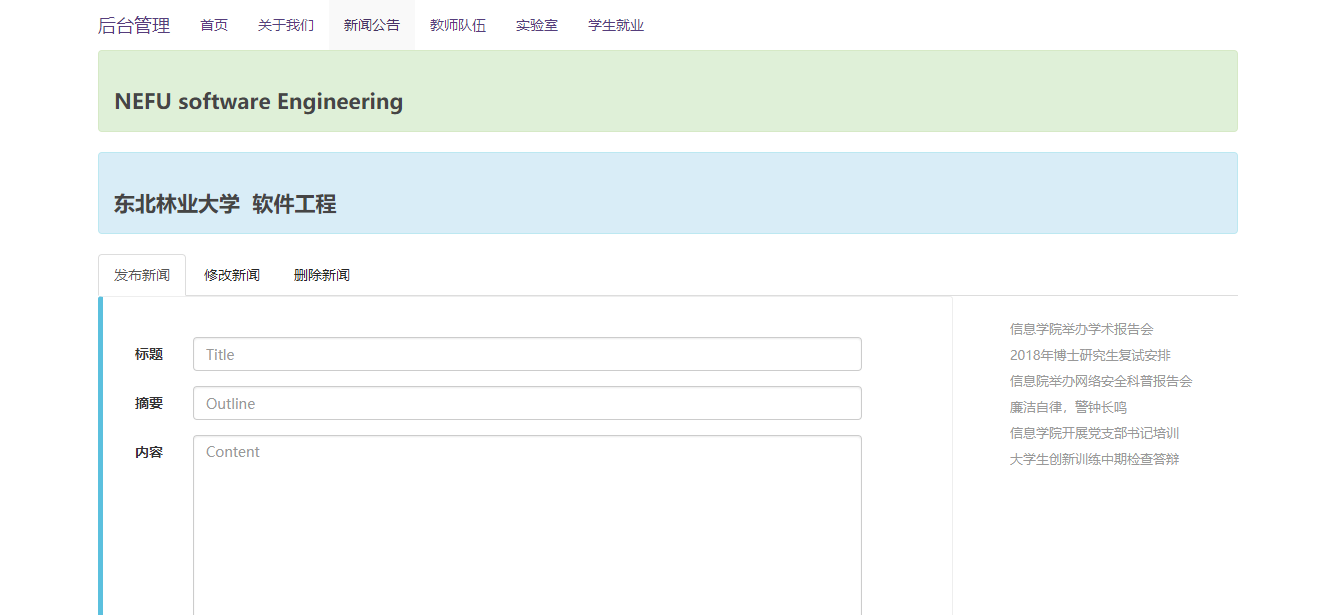 后台管理 首页 关于我们 新闻公告 教师队伍 实验室 学生就业
NEFU software Engineering
东北林业大学 软件工程
发布新闻 修改新闻 删除新闻
标题 Title
摘要 Outline
内容 Content
信息学院举办学术报告会
2018年博士研究生复试安排
信息院举办网络安全科普报告会
廉洁自律，警钟长鸣
信息学院开展党支部书记培训
大学生创新训练中期检查答辩